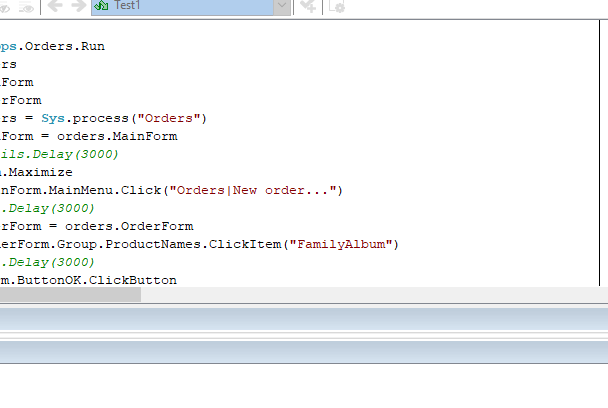 Test1
ps.Orders.Run
rs
Form
rForm
rs = Sys.process("Orders")
Form = orders.MainForm
ils.Delay(3000)
.Maximize
nForm.MainMenu.Click("Orders|New order...")
.Delay(3000)
erForm = orders.OrderForm
erForm.Group.ProductNames.ClickItem("FamilyAlbum")
.Delay(3000)
m.ButtonOK.ClickButton